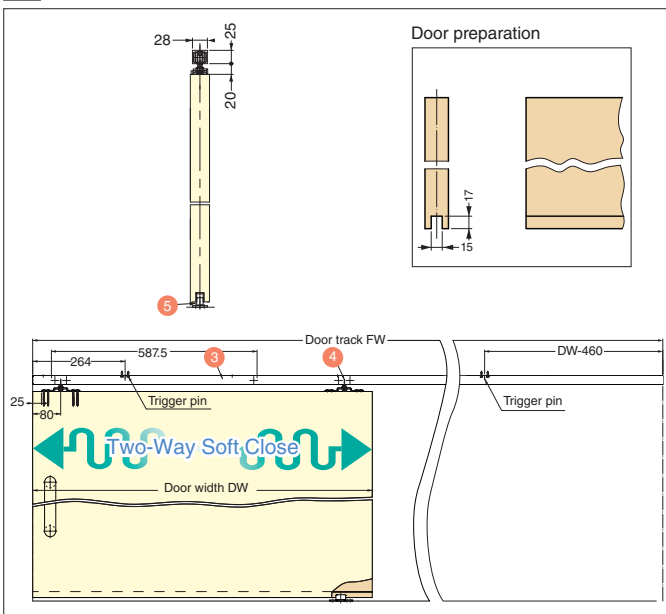 28
25
20
Door preparation
17
15
5
Door track FW
587.5
3
4
DW-460
264
Trigger pin
Trigger pin
25
80
Two-Way Soft Close
Door width DW